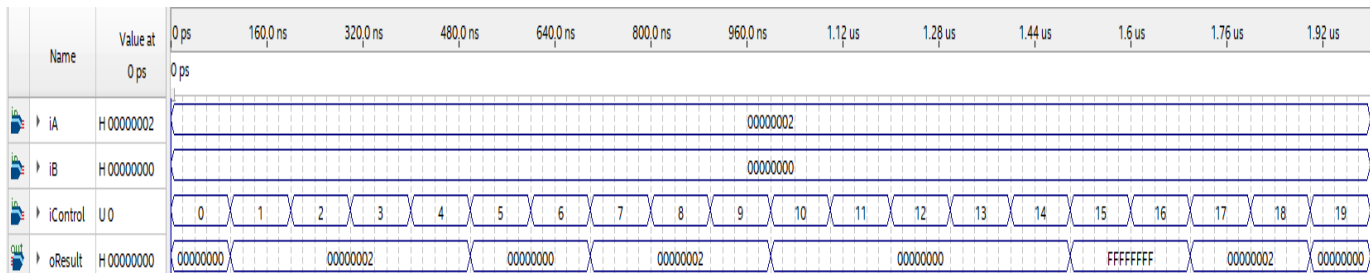 Name Value at 0 ps
0 ps 160.0 ns 320.0 ns 480.0 ns 640.0 ns 800.0 ns 960.0 ns 1.12 us 1.28 us 1.44 us 1.6 us 1.76 us 1.92 us
0 ps
in iA H 00000002 00000002
in iB H 00000000 00000000
in iControl U 0 0 1 2 3 4 5 6 7 8 9 10 11 12 13 14 15 16 17 18 19
out oResult H 00000000 00000000 00000002 00000000 00000002 00000000 FFFFFFFF 00000002 00000000